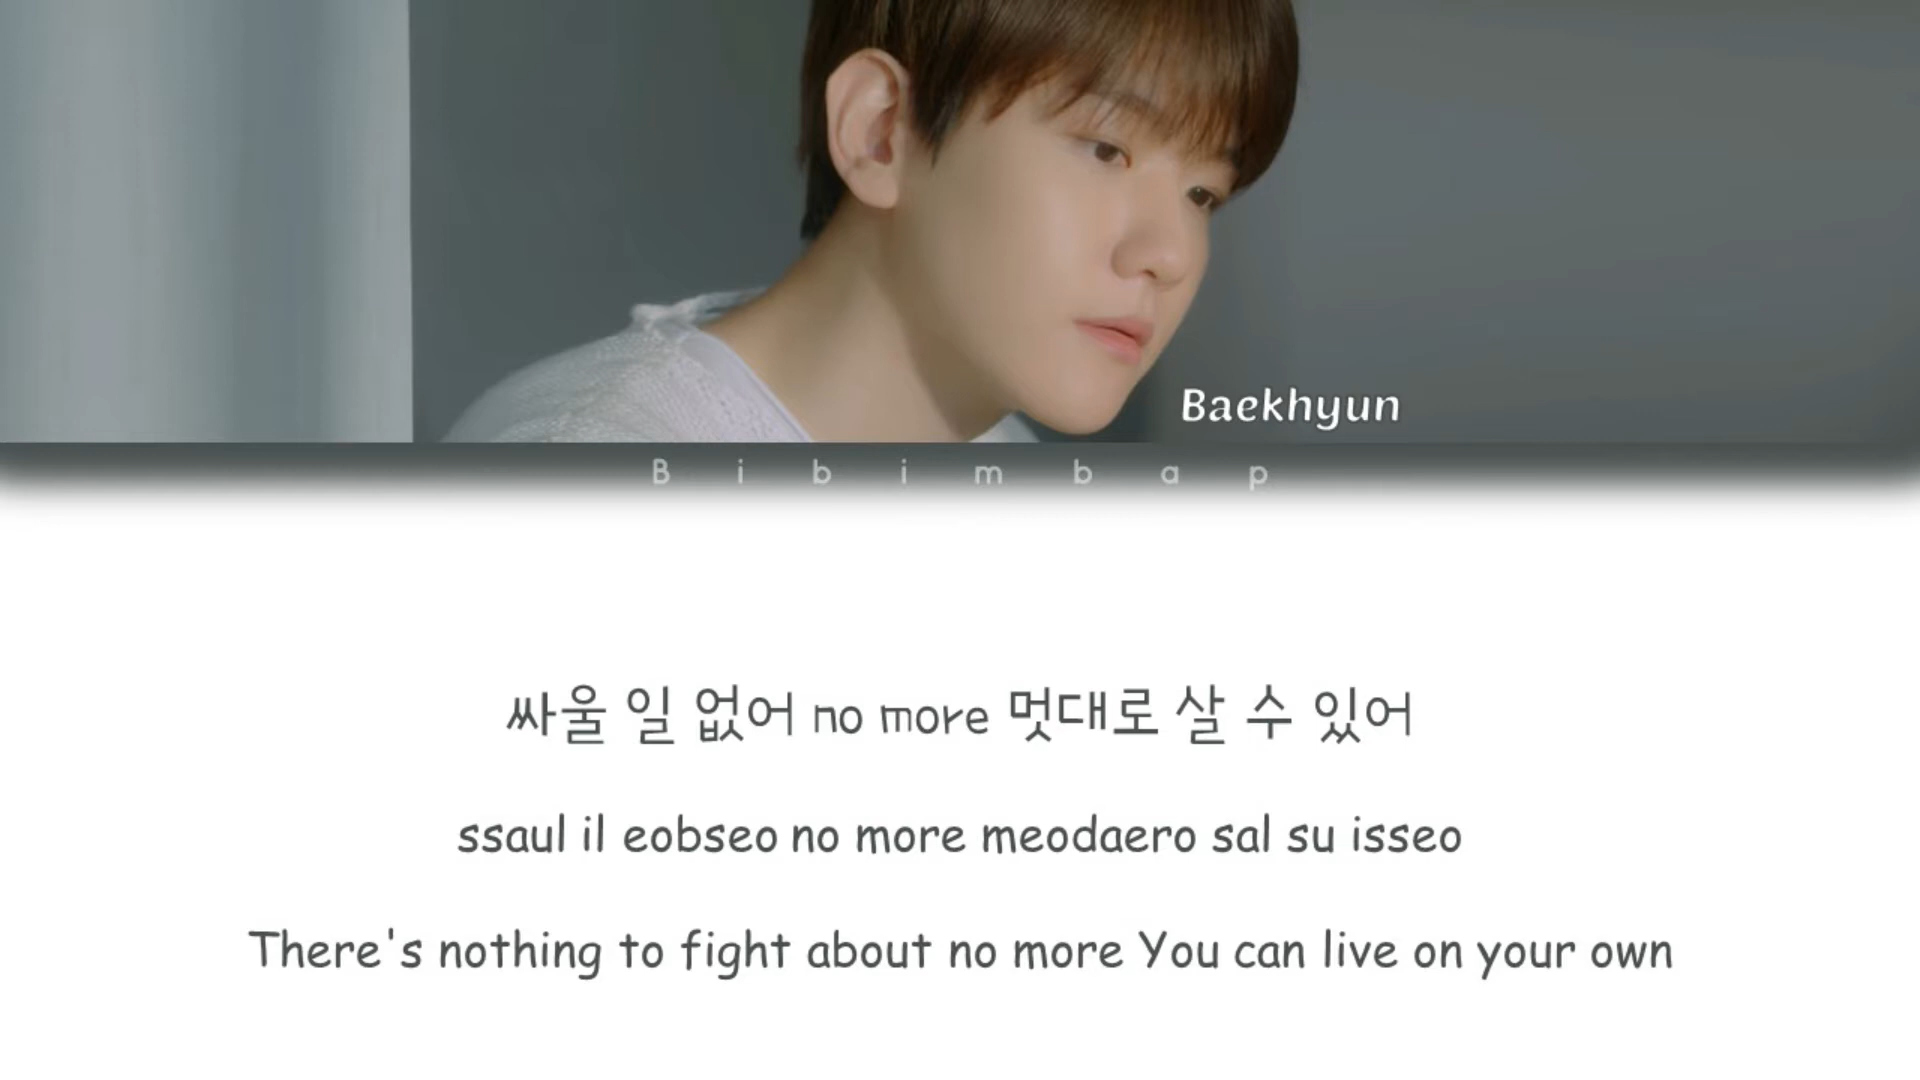 Baekhyun
Bibimbap
싸울 일 없어 no more 멋대로 살 수 있어
ssaul il eobseo no more meodaero sal su isseo
There's nothing to fight about no more You can live on your own